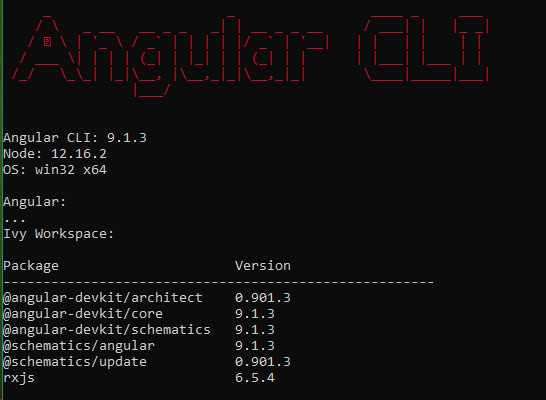 Angular CLI
Angular CLI: 9.1.3
Node: 12.16.2
OS: win32 x64
Angular:
...
Ivy Workspace:
Package Version
------------------------------------------------------
@angular-devkit/architect 0.901.3
@angular-devkit/core 9.1.3
@angular-devkit/schematics 9.1.3
@schematics/angular 9.1.3
@schematics/update 0.901.3
rxjs 6.5.4